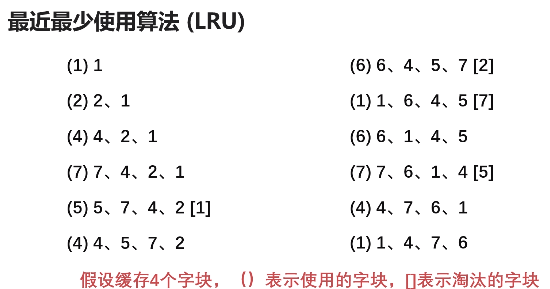 最近最少使用算法 (LRU)
(1) 1
(2) 2、1
(4) 4、2、1
(7) 7、4、2、1
(5) 5、7、4、2 [1]
(4) 4、5、7、2
(6) 6、4、5、7 [2]
(1) 1、6、4、5 [7]
(6) 6、1、4、5
(7) 7、6、1、4 [5]
(4) 4、7、6、1
(1) 1、4、7、6
假设缓存4个字块，（）表示使用的字块，[]表示淘汰的字块